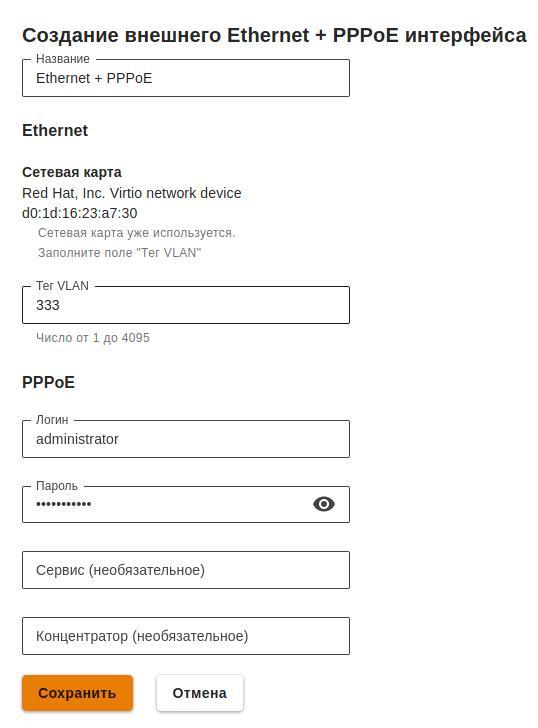 Создание внешнего Ethernet + PPPoE интерфейса
Название
Ethernet + PPPoE
Ethernet
Сетевая карта
Red Hat, Inc. Virtio network device
d0:1d:16:23:a7:30
Сетевая карта уже используется.
Заполните поле "Тег VLAN"
Тег VLAN
333
Число от 1 до 4095
PPPoE
Логин
administrator
Пароль
•••••••••••
Сервис (необязательное)
Концентратор (необязательное)
Сохранить
Отмена